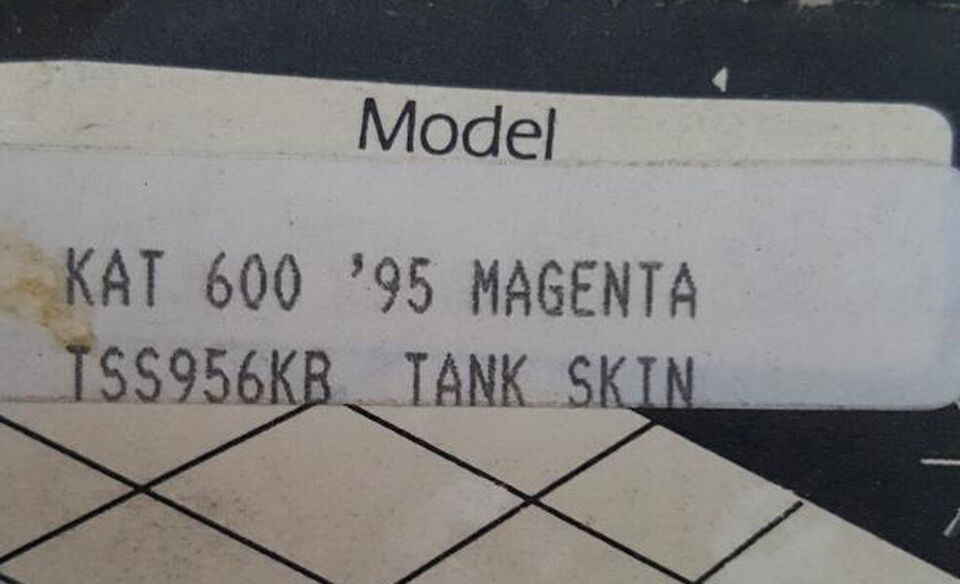 Model
KAT 600 '95 MAGENTA
TSS956KB TANK SKIN